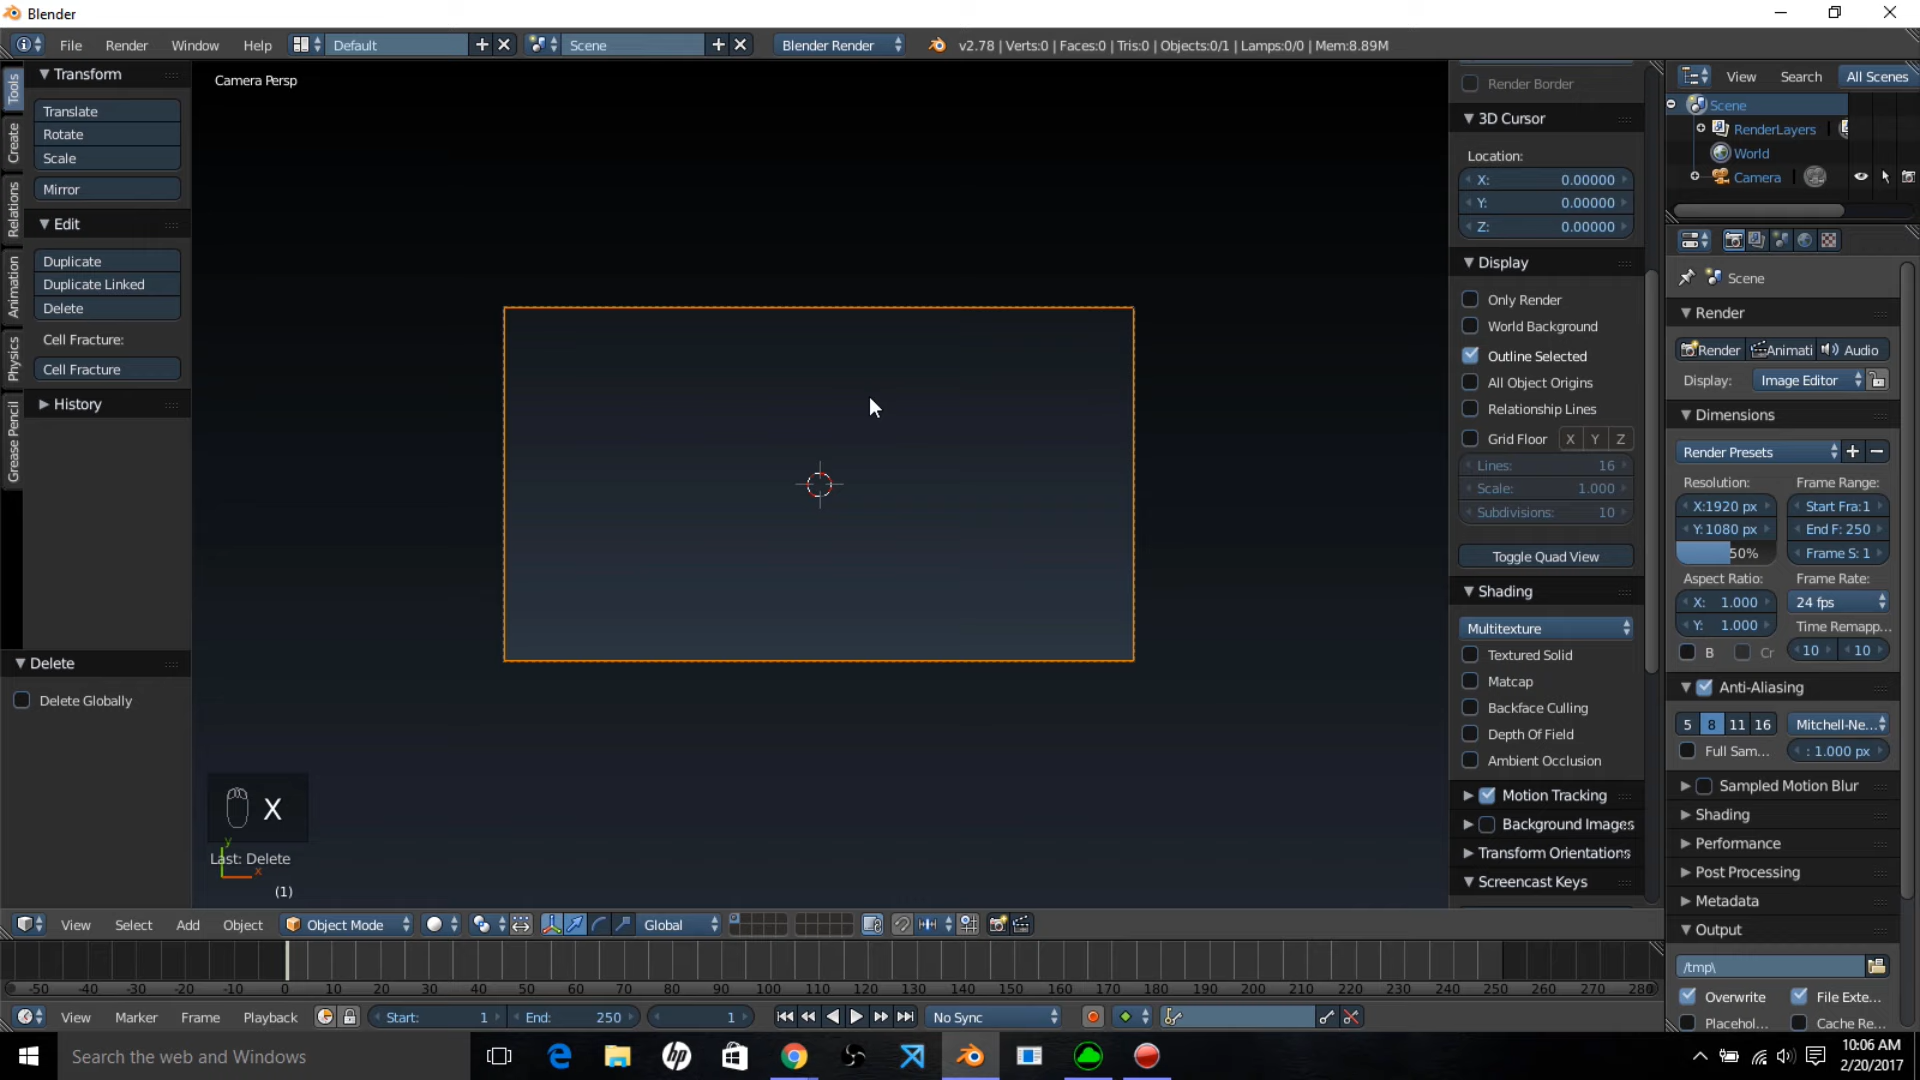 Blender
File Render Window Help Default Scene Blender Render v2.78 | Verts:0 | Faces:0 | Tris:0 | Objects:0/1 | Lamps:0/0 | Mem:8.89M
Tools
Create
Relations
Animation
Physics
Grease Pencil
Transform
Translate
Rotate
Scale
Mirror
Edit
Duplicate
Duplicate Linked
Delete
Cell Fracture:
Cell Fracture
History
Delete
Delete Globally
Camera Persp
X
y
x
Last: Delete
(1)
Render Border
3D Cursor
Location:
X: 0.00000
Y: 0.00000
Z: 0.00000
Display
Only Render
World Background
Outline Selected
All Object Origins
Relationship Lines
Grid Floor X Y Z
Lines: 16
Scale: 1.000
Subdivisions: 10
Toggle Quad View
Shading
Multitexture
Textured Solid
Matcap
Backface Culling
Depth Of Field
Ambient Occlusion
Motion Tracking
Background Images
Transform Orientations
Screencast Keys
View Search All Scenes
Scene
RenderLayers
World
Camera
Scene
Render
Render Animati Audio
Display: Image Editor
Dimensions
Render Presets
Resolution: Frame Range:
X:1920 px Start Fra:1
Y:1080 px End F: 250
50% Frame S: 1
Aspect Ratio: Frame Rate:
X: 1.000 24 fps
Y: 1.000 Time Remapp...
B Cr 10 10
Anti-Aliasing
5 8 11 16 Mitchell-Ne...
Full Sam... : 1.000 px
Sampled Motion Blur
Shading
Performance
Post Processing
Metadata
Output
/tmp\
Overwrite File Exte...
Placehol... Cache Re...
View Select Add Object Object Mode Global
-50 -40 -30 -20 -10 0 10 20 30 40 50 60 70 80 90 100 110 120 130 140 150 160 170 180 190 200 210 220 230 240 250 260 270 280
View Marker Frame Playback Start: 1 End: 250 1 No Sync
Search the web and Windows
hp
10:06 AM
2/20/2017